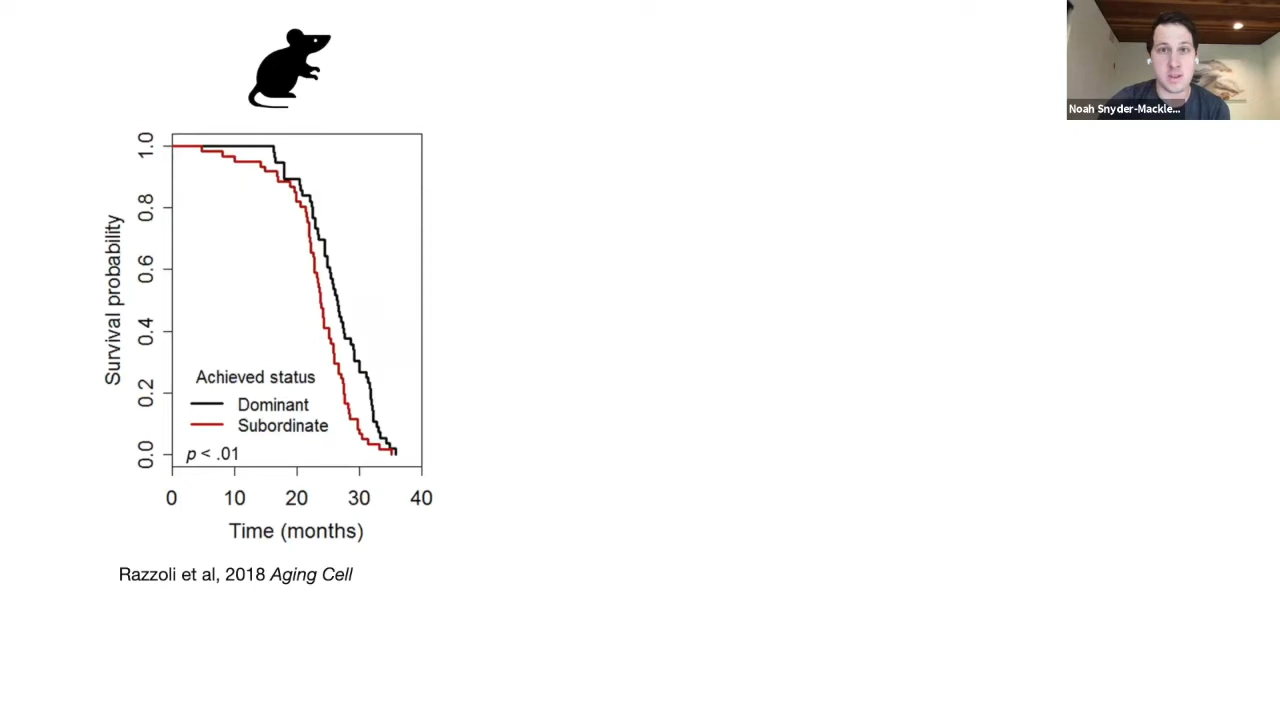 Noah Snyder-Mackle...
1.0
0.8
0.6
0.4
0.2
0.0
Survival probability
Achieved status
Dominant
Subordinate
p < .01
0 10 20 30 40
Time (months)
Razzoli et al, 2018 Aging Cell